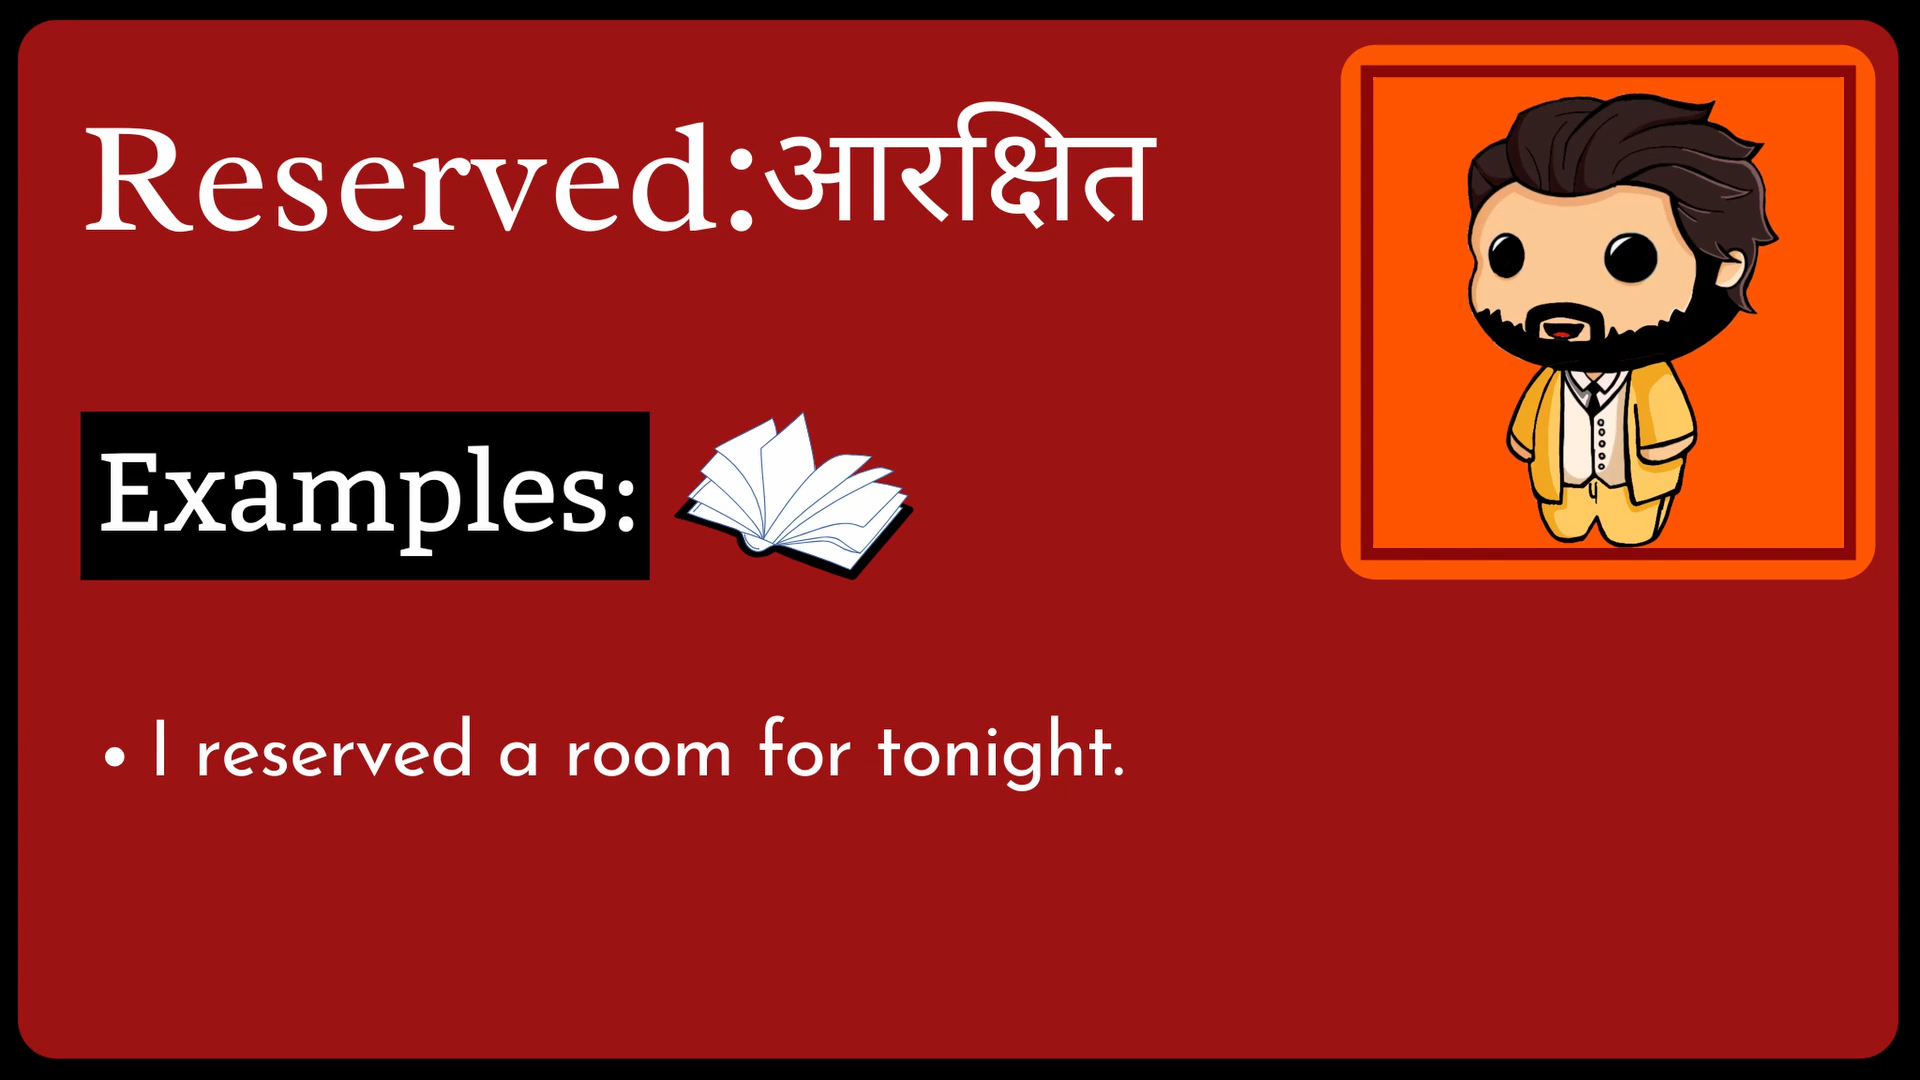 Reserved:आरक्षित
Examples:
• I reserved a room for tonight.